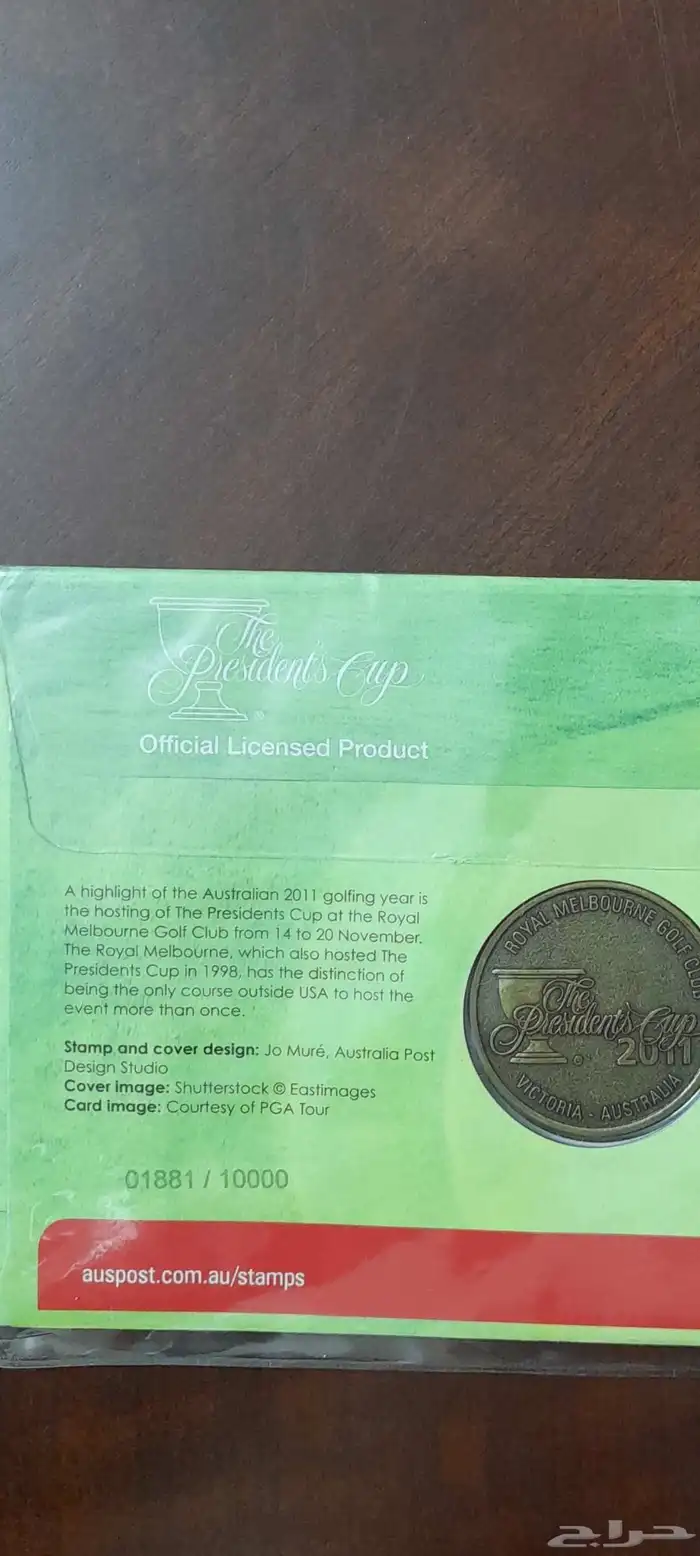 The
President's Cup
Official Licensed Product
A highlight of the Australian 2011 golfing year is
the hosting of The Presidents Cup at the Royal
Melbourne Golf Club from 14 to 20 November.
The Royal Melbourne, which also hosted The
Presidents Cup in 1998, has the distinction of
being the only course outside USA to host the
event more than once.
Stamp and cover design: Jo Muré, Australia Post
Design Studio
Cover image: Shutterstock © Eastimages
Card image: Courtesy of PGA Tour
01881 / 10000
ROYAL MELBOURNE GOLF CLUB
The
President's Cup
2011
VICTORIA - AUSTRALIA
auspost.com.au/stamps
حراج